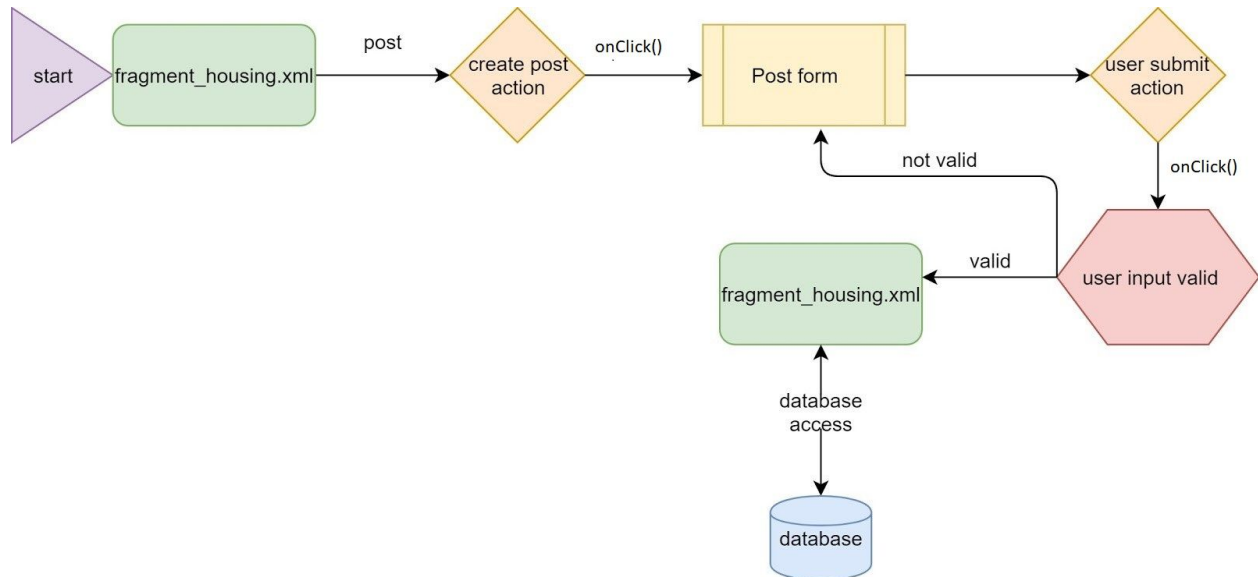 start
fragment_housing.xml
post
create post
action
onClick()
Post form
user submit
action
onClick()
not valid
user input valid
valid
fragment_housing.xml
database
access
database